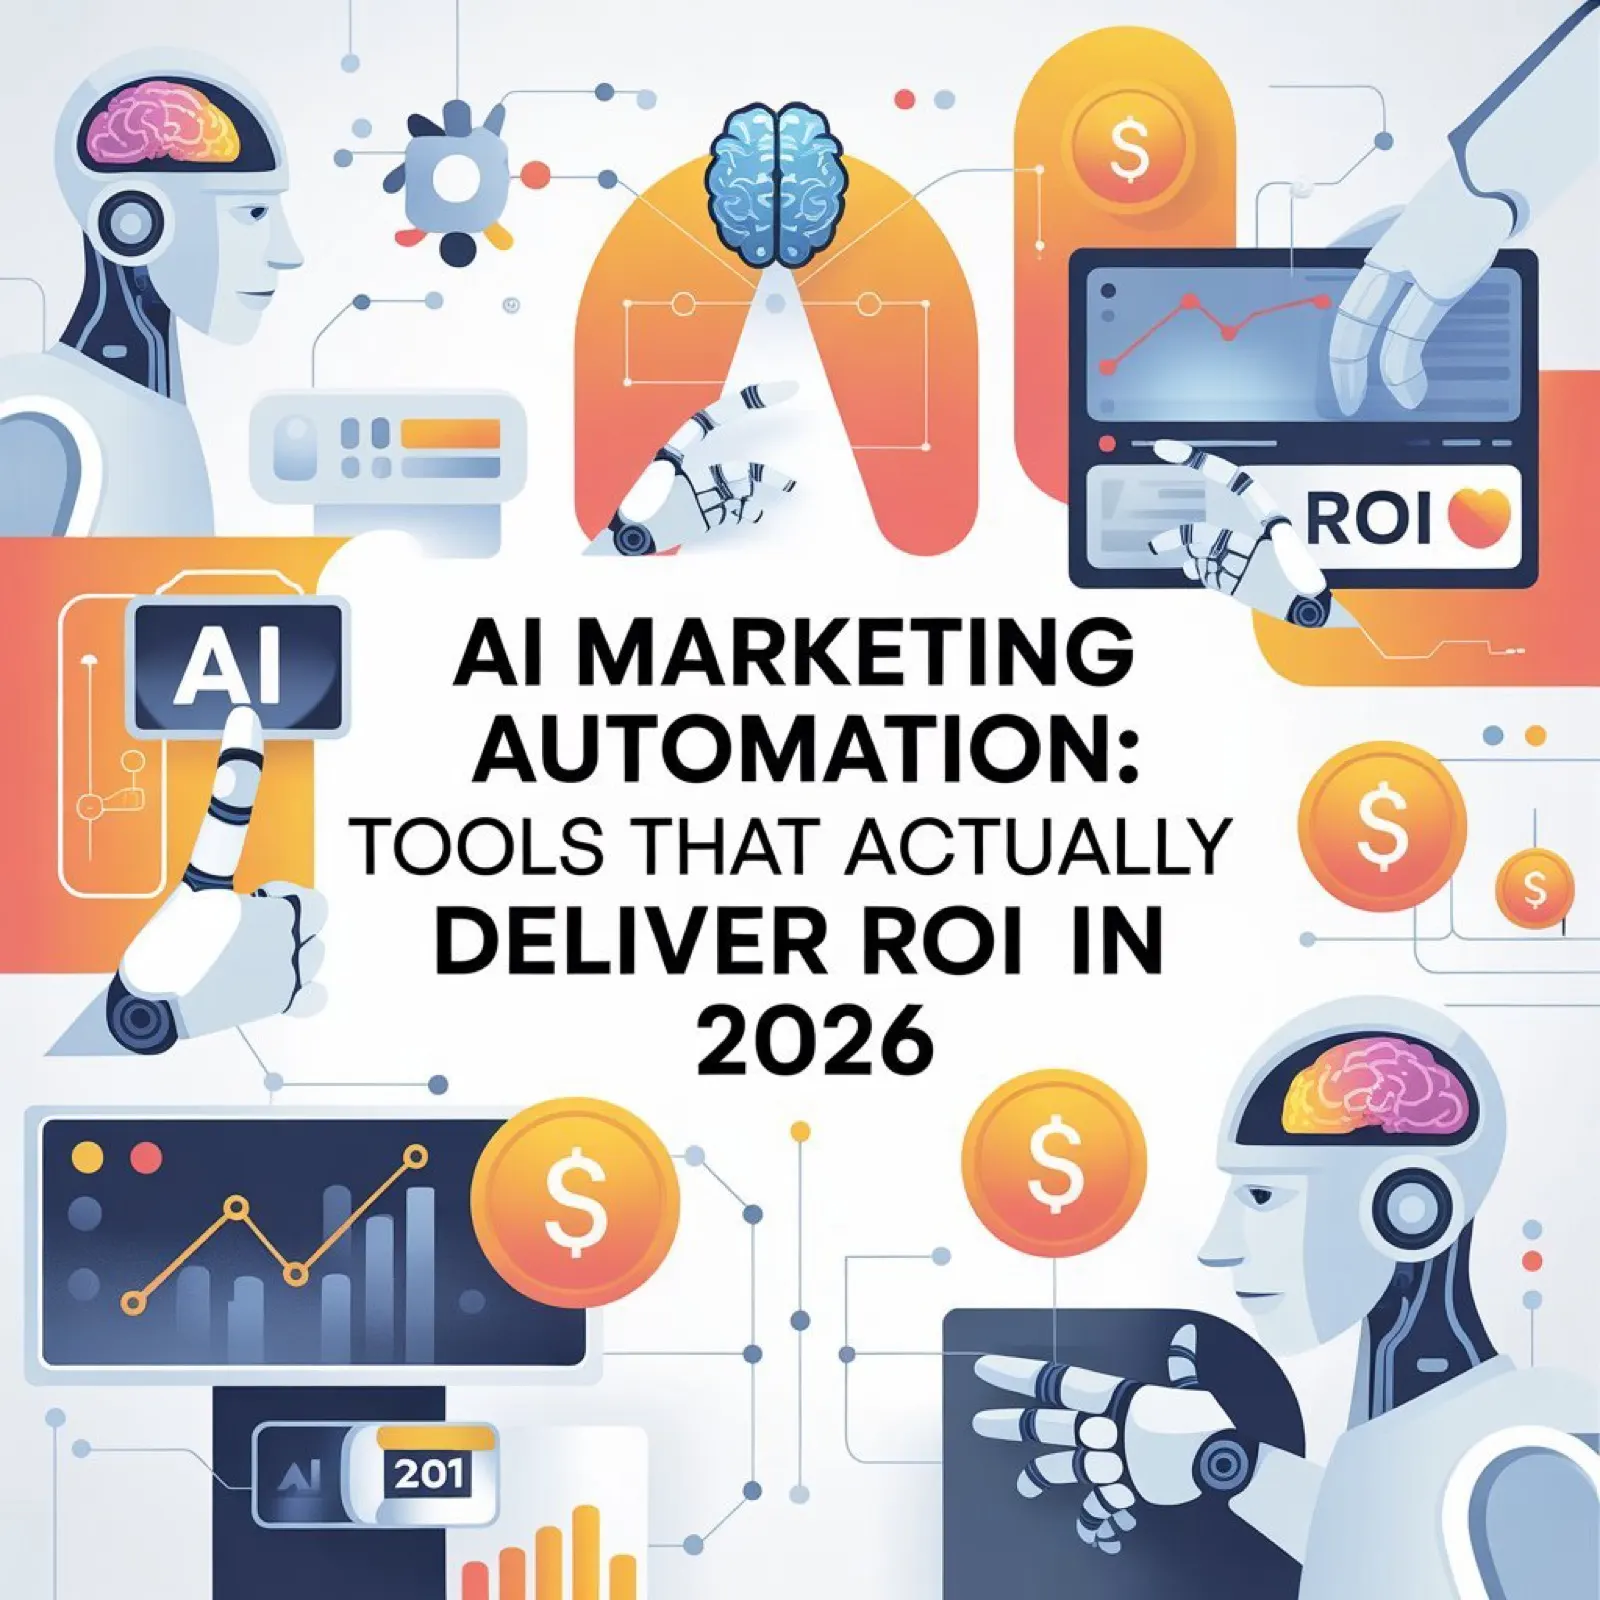 $
ROI
AI
AI MARKETING
AUTOMATION:
TOOLS THAT ACTUALLY
DELIVER ROI IN
2026
$
$
$
$
AI
201